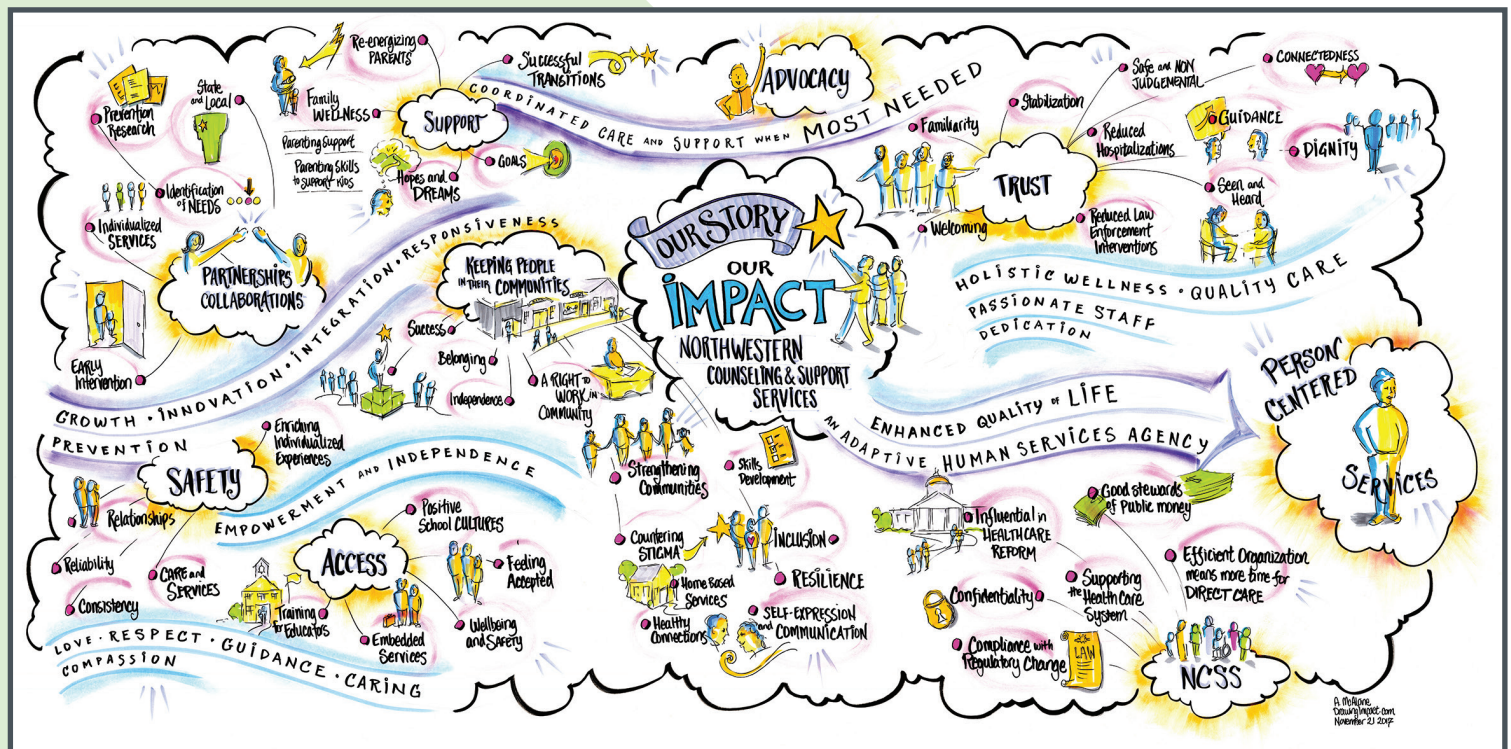 Prevention
Research
State
and Local
Identification
of NEEDS
Individualized
SERVICES
PARTNERSHIPS
COLLABORATIONS
EARLY
Intervention
Re-energizing
PARENTS
Family
WELLNESS
Parenting Support
Parenting Skills
to SUPPORT KIDS
SUPPORT
Successful
TRANSITIONS
GOALS
Hopes and
DREAMS
ADVOCACY
COORDINATED CARE AND SUPPORT WHEN MOST NEEDED
Familiarity
Stabilization
Safe and NON
JUDGEMENTAL
CONNECTEDNESS
GUIDANCE
DIGNITY
Reduced
Hospitalizations
TRUST
Seen and
Heard
Welcoming
Reduced Law
Enforcement
Interventions
GROWTH • INNOVATION • INTEGRATION • RESPONSIVENESS
KEEPING PEOPLE
IN THEIR COMMUNITIES
Success
Belonging
Independence
A RIGHT TO
WORK IN
COMMUNITY
OUR STORY
OUR
IMPACT
NORTHWESTERN
COUNSELING & SUPPORT
SERVICES
HOLISTIC WELLNESS • QUALITY CARE
PASSIONATE STAFF
DEDICATION
ENHANCED QUALITY OF LIFE
AN ADAPTIVE HUMAN SERVICES AGENCY
PERSON
CENTERED
SERVICES
PREVENTION
SAFETY
Enriching
Individualized
Experiences
Relationships
Reliability
Consistency
CARE and
SERVICES
EMPOWERMENT AND INDEPENDENCE
ACCESS
Positive
School CULTURES
Feeling
Accepted
Training
for Educators
Embedded
Services
Wellbeing
and SAFETY
LOVE • RESPECT • GUIDANCE • CARING
COMPASSION
Strengthening
Communities
Skills
Development
Countering
STIGMA
INCLUSION
RESILIENCE
Home Based
Services
Healthy
Connections
SELF-EXPRESSION
and COMMUNICATION
Influential in
HEALTHCARE
REFORM
Good stewards
of Public money
Efficient Organization
means more time for
DIRECT CARE
Confidentiality
Supporting
the Health Care
System
Compliance with
Regulatory Change
LAW
NCSS
A. McAlpine
DrawingImpact.com
November 21 2017